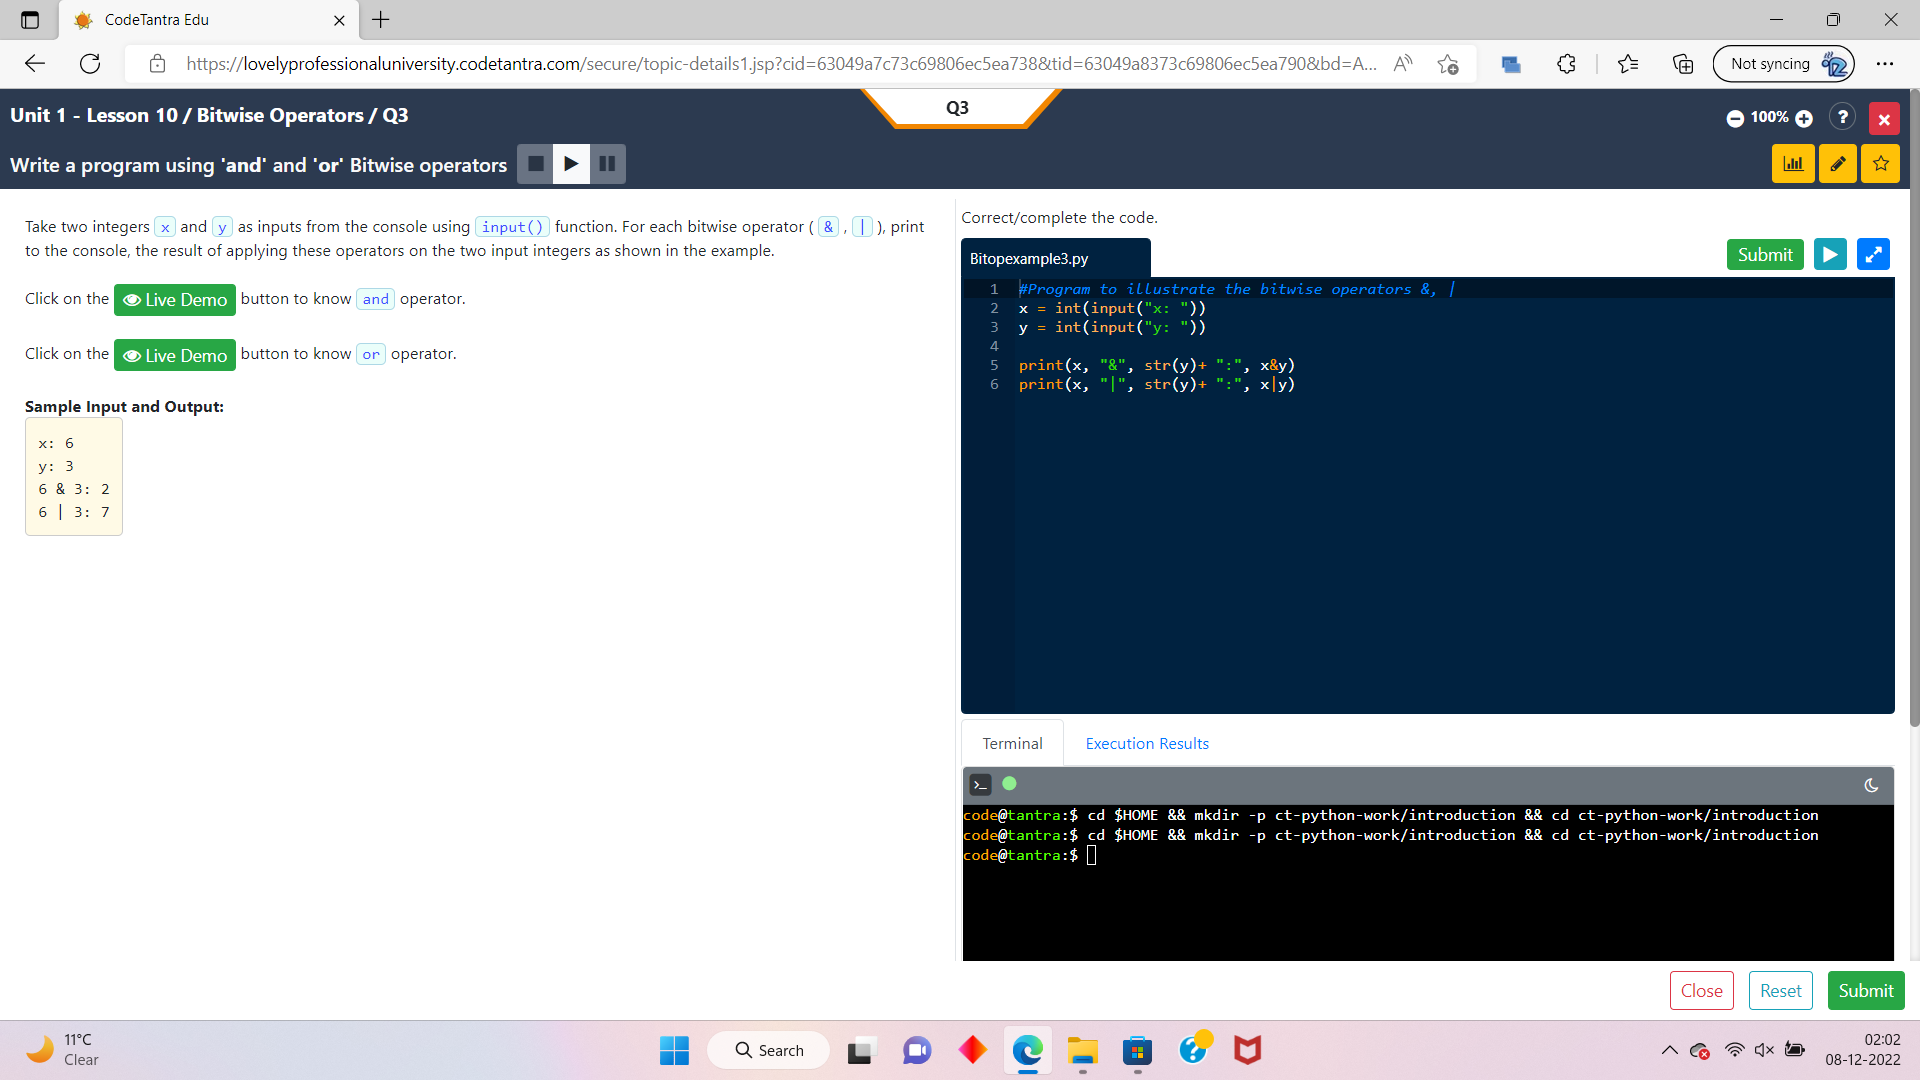 CodeTantra Edu
https://lovelyprofessionaluniversity.codetantra.com/secure/topic-details1.jsp?cid=63049a7c73c69806ec5ea738&tid=63049a8373c69806ec5ea790&bd=A...
Not syncing
Unit 1 - Lesson 10 / Bitwise Operators / Q3
Q3
100%
?
Write a program using 'and' and 'or' Bitwise operators
Take two integers x and y as inputs from the console using input() function. For each bitwise operator ( & , | ), print
to the console, the result of applying these operators on the two input integers as shown in the example.
Click on the Live Demo button to know and operator.
Click on the Live Demo button to know or operator.
Sample Input and Output:
x: 6
y: 3
6 & 3: 2
6 | 3: 7
Correct/complete the code.
Bitopexample3.py
Submit
1 #Program to illustrate the bitwise operators &, |
2 x = int(input("x: "))
3 y = int(input("y: "))
4
5 print(x, "&", str(y)+ ":", x&y)
6 print(x, "|", str(y)+ ":", x|y)
Terminal
Execution Results
code@tantra:$ cd $HOME && mkdir -p ct-python-work/introduction && cd ct-python-work/introduction
code@tantra:$ cd $HOME && mkdir -p ct-python-work/introduction && cd ct-python-work/introduction
code@tantra:$
Close
Reset
Submit
11°C
Clear
Search
02:02
08-12-2022